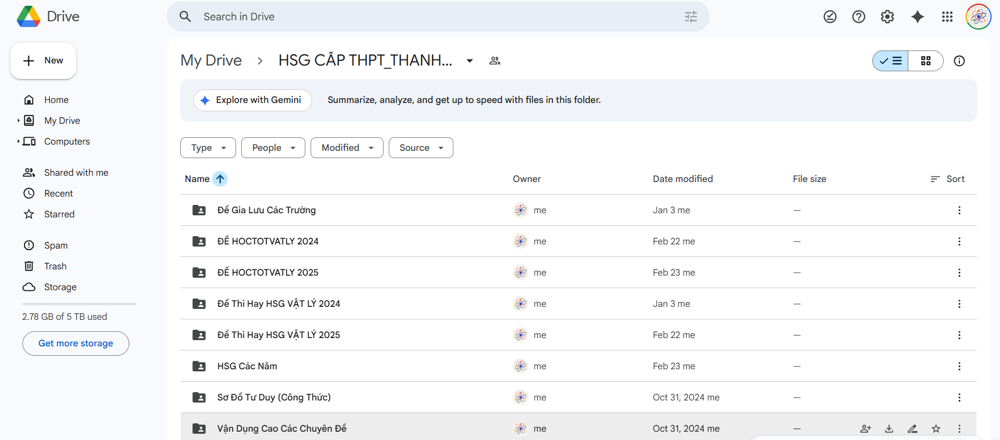 Drive
Search in Drive
New
Home
My Drive
Computers
Shared with me
Recent
Starred
Spam
Trash
Storage
2.78 GB of 5 TB used
Get more storage
My Drive > HSG CẤP THPT_THANH...
Explore with Gemini Summarize, analyze, and get up to speed with files in this folder.
Type People Modified Source
Name Owner Date modified File size Sort
Đề Gia Lưu Các Trường me Jan 3 me —
ĐỀ HOCTOTVATLY 2024 me Feb 22 me —
ĐỀ HOCTOTVATLY 2025 me Feb 23 me —
Đề Thi Hay HSG VẬT LÝ 2024 me Jan 3 me —
Đề Thi Hay HSG VẬT LÝ 2025 me Feb 22 me —
HSG Các Năm me Feb 23 me —
Sơ Đồ Tư Duy (Công Thức) me Oct 31, 2024 me —
Vận Dụng Cao Các Chuyên Đề me Oct 31, 2024 me —